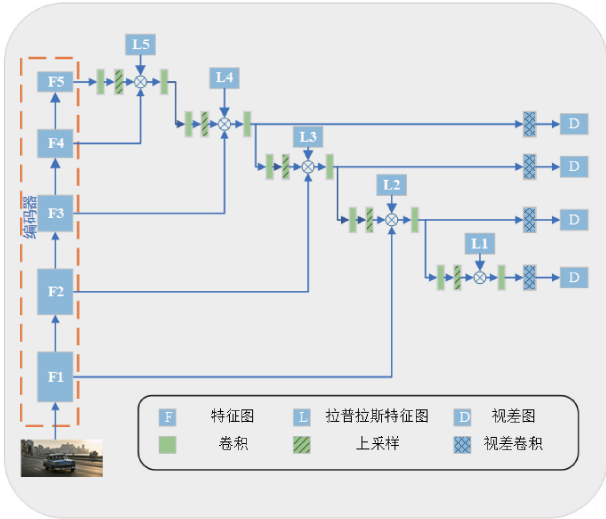 L5
F5
L4
F4
D
L3
D
L2
编码器
F3
D
L1
F2
D
F1
F 特征图 L 拉普拉斯特征图 D 视差图
卷积 上采样 视差卷积